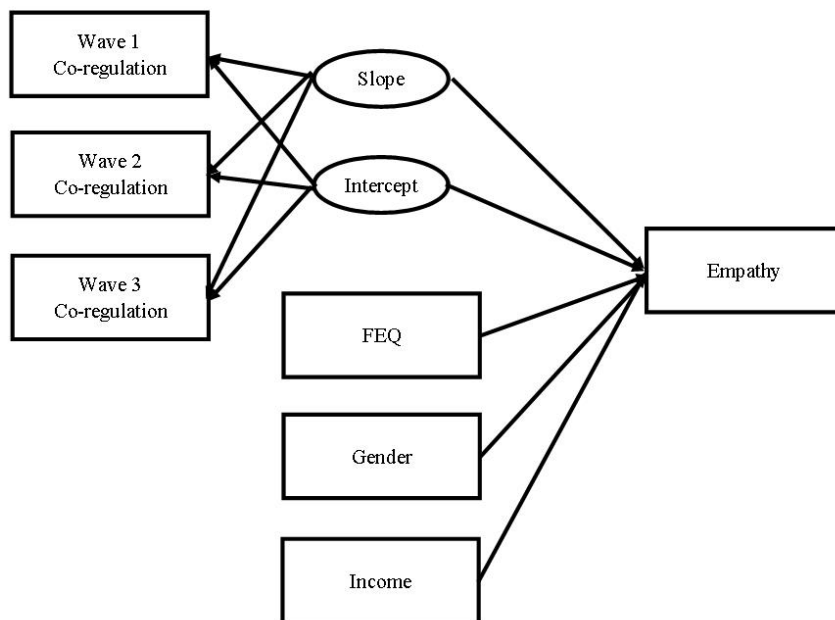 Wave 1
Co-regulation
Wave 2
Co-regulation
Wave 3
Co-regulation
Slope
Intercept
FEQ
Gender
Income
Empathy